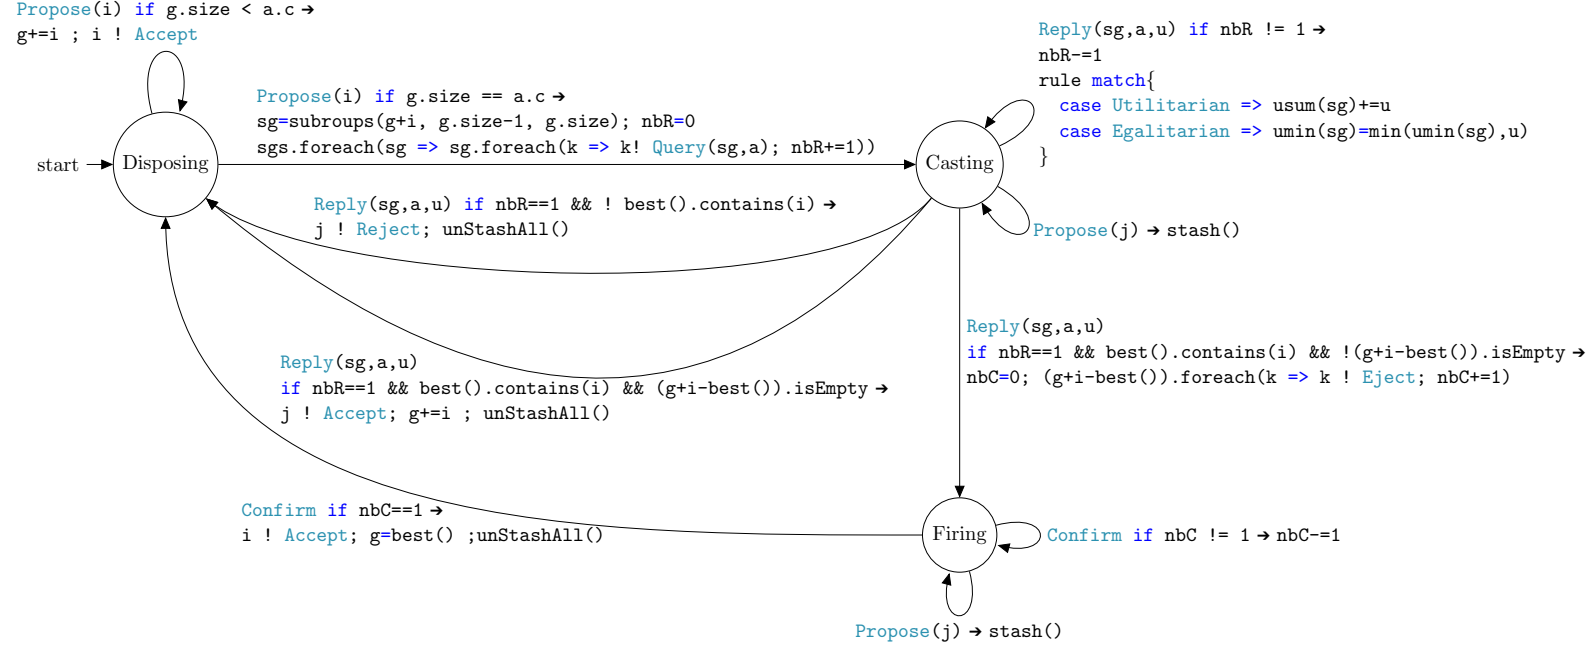 Propose(i) if g.size < a.c →
g+=i ; i ! Accept
Reply(sg,a,u) if nbR != 1 →
nbR-=1
rule match{
case Utilitarian => usum(sg)+=u
case Egalitarian => umin(sg)=min(umin(sg),u)
}
Propose(i) if g.size == a.c →
sg=subroups(g+i, g.size-1, g.size); nbR=0
sgs.foreach(sg => sg.foreach(k => k! Query(sg,a); nbR+=1))
start
Disposing
Casting
Reply(sg,a,u) if nbR==1 && ! best().contains(i) →
j ! Reject; unStashAll()
Propose(j) → stash()
Reply(sg,a,u)
if nbR==1 && best().contains(i) && !(g+i-best()).isEmpty →
nbC=0; (g+i-best()).foreach(k => k ! Eject; nbC+=1)
Reply(sg,a,u)
if nbR==1 && best().contains(i) && (g+i-best()).isEmpty →
j ! Accept; g+=i ; unStashAll()
Confirm if nbC==1 →
i ! Accept; g=best() ;unStashAll()
Firing
Confirm if nbC != 1 → nbC-=1
Propose(j) → stash()